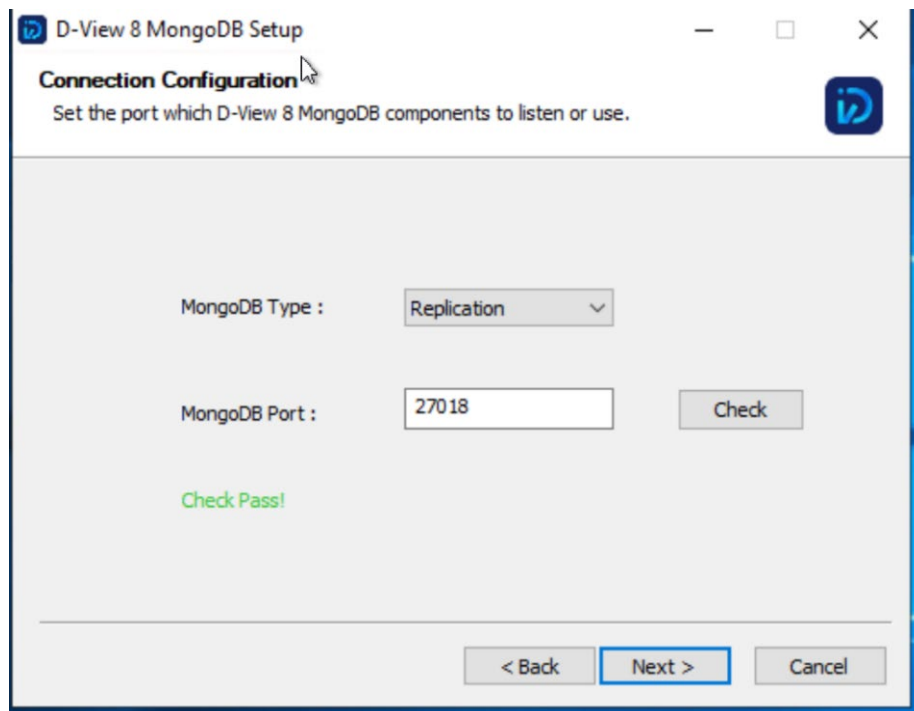 D-View 8 MongoDB Setup
Connection Configuration
Set the port which D-View 8 MongoDB components to listen or use.
MongoDB Type :
Replication
MongoDB Port :
27018
Check
Check Pass!
< Back
Next >
Cancel